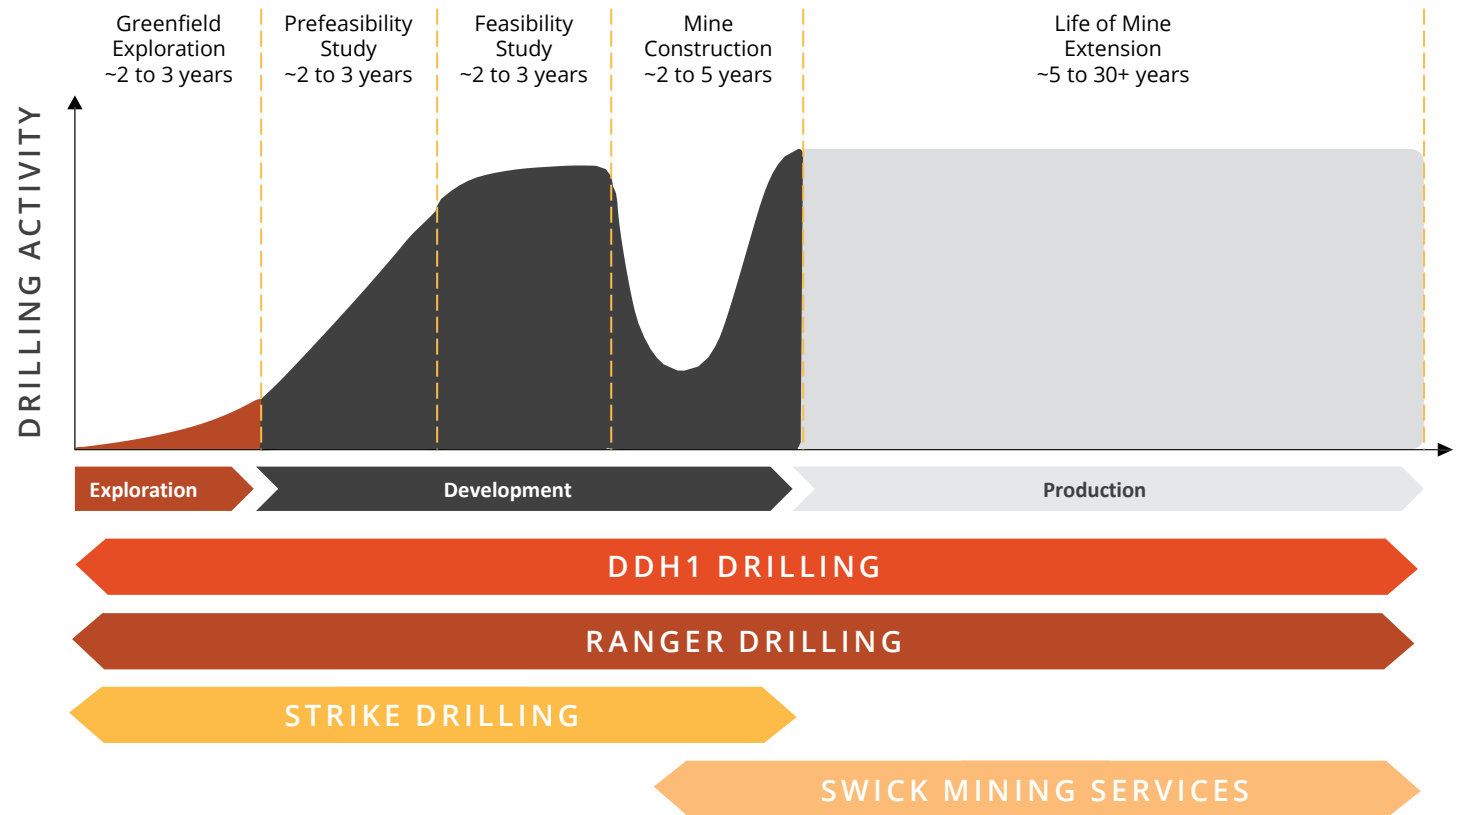 Greenfield
Exploration
~2 to 3 years
Prefeasibility
Study
~2 to 3 years
Feasibility
Study
~2 to 3 years
Mine
Construction
~2 to 5 years
Life of Mine
Extension
~5 to 30+ years
DRILLING ACTIVITY
Exploration
Development
Production
DDH1 DRILLING
RANGER DRILLING
STRIKE DRILLING
SWICK MINING SERVICES